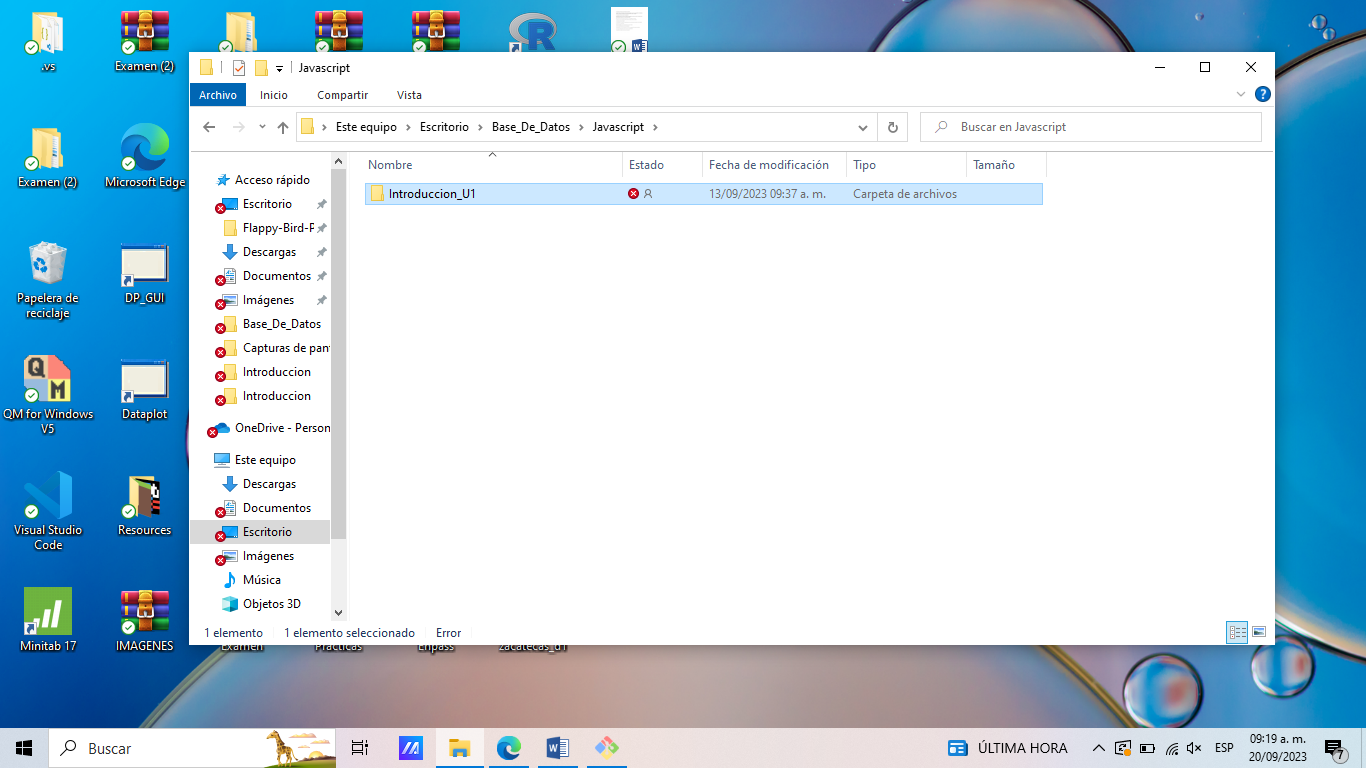 .vs
Examen (2)
Javascript
Archivo
Inicio
Compartir
Vista
Este equipo
Escritorio
Base_De_Datos
Javascript
Buscar en Javascript
Nombre
Estado
Fecha de modificación
Tipo
Tamaño
Introduccion_U1
13/09/2023 09:37 a. m.
Carpeta de archivos
Acceso rápido
Escritorio
Flappy-Bird-F
Descargas
Documentos
Imágenes
Base_De_Datos
Capturas de pant
Introduccion
Introduccion
OneDrive - Person
Este equipo
Descargas
Documentos
Escritorio
Imágenes
Música
Objetos 3D
1 elemento
1 elemento seleccionado
Error
Examen (2)
Microsoft Edge
Papelera de
reciclaje
DP_GUI
QM for Windows
V5
Dataplot
Visual Studio
Code
Resources
Minitab 17
IMAGENES
Examen
Practicas
Enpass
zacatecas_u1
Buscar
ÚLTIMA HORA
ESP
09:19 a. m.
20/09/2023
7